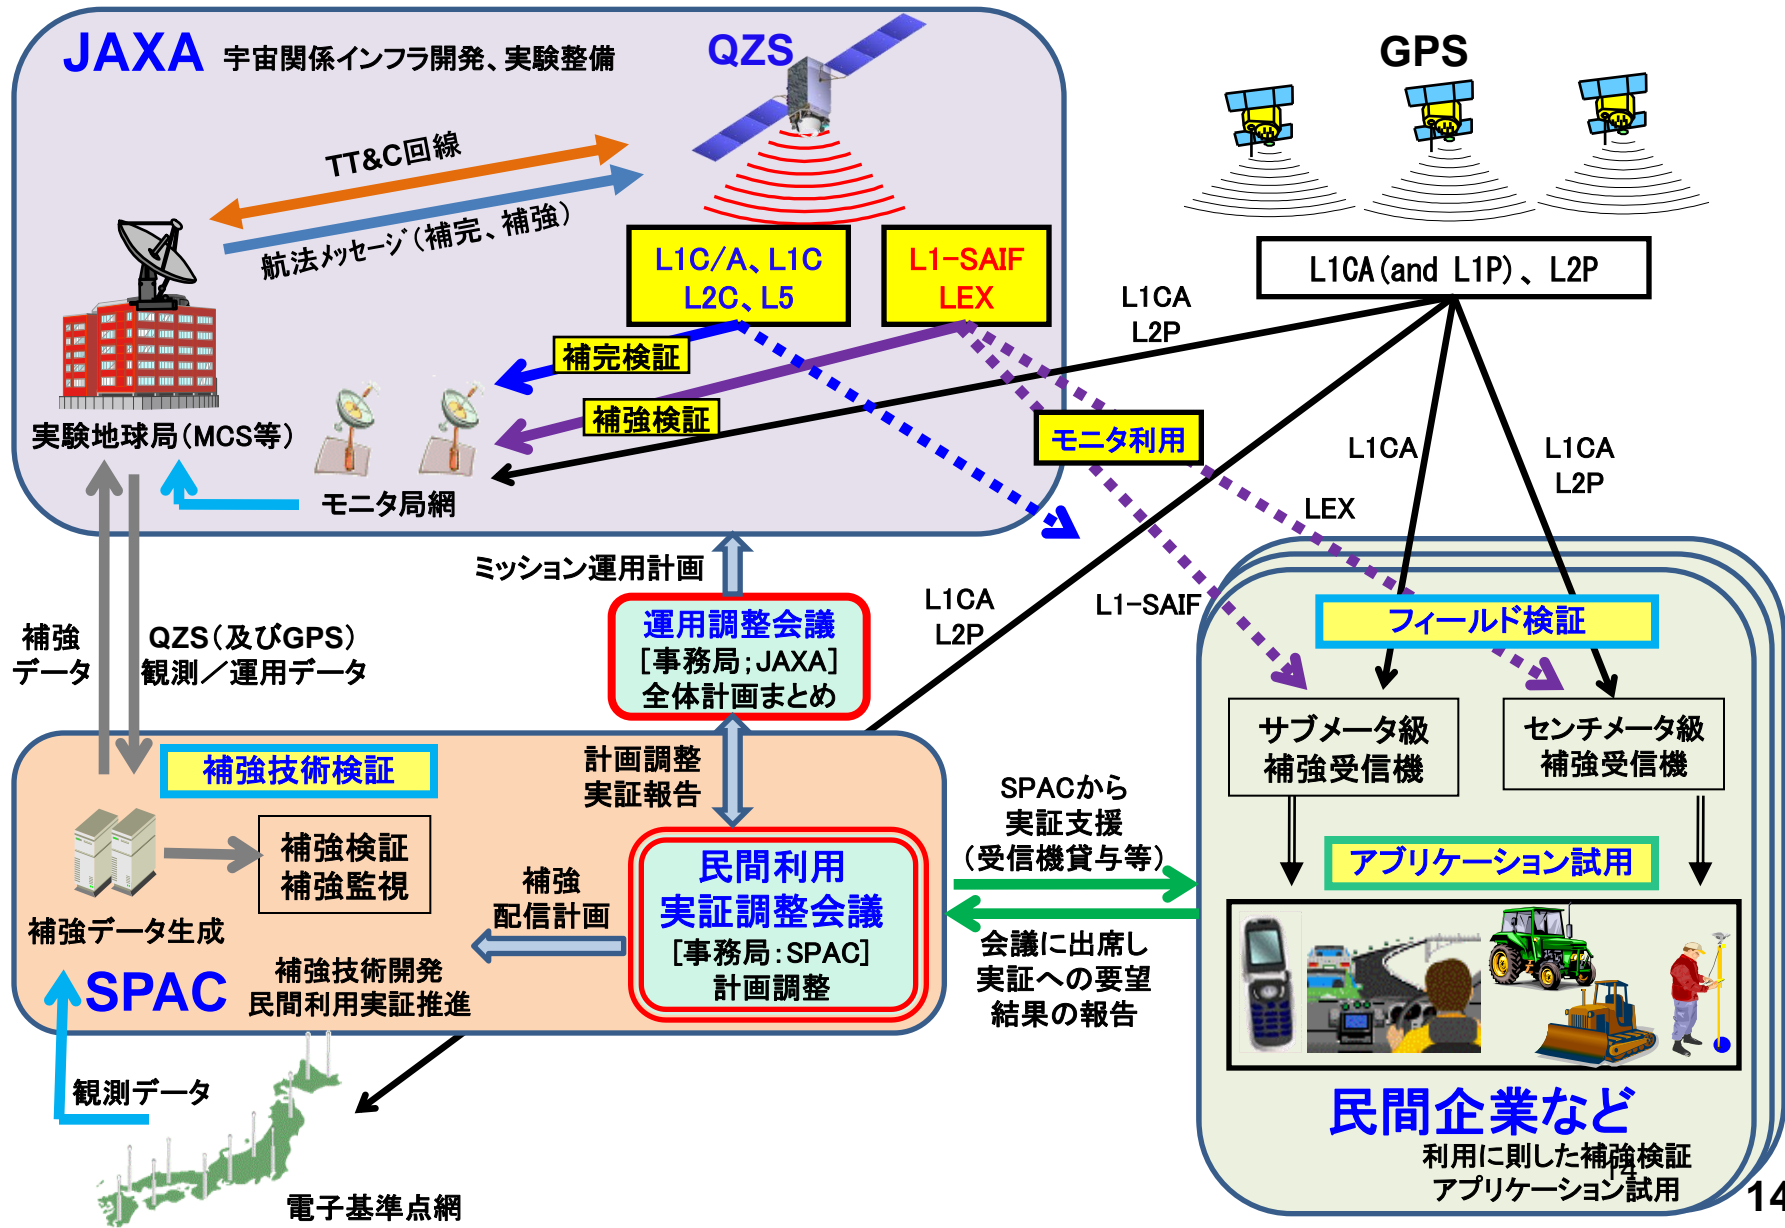 JAXA 宇宙関係インフラ開発、実験整備
QZS
GPS
TT&C回線
航法メッセージ(補完、補強)
L1C/A、L1C
L2C、L5
L1-SAIF
LEX
L1CA(and L1P)、L2P
L1CA
L2P
補完検証
補強検証
モニタ利用
実験地球局(MCS等)
モニタ局網
L1CA
L1CA
L2P
LEX
ミッション運用計画
L1CA
L2P
L1-SAIF
補強
データ
QZS(及びGPS)
観測/運用データ
運用調整会議
[事務局;JAXA]
全体計画まとめ
フィールド検証
サブメータ級
補強受信機
センチメータ級
補強受信機
補強技術検証
計画調整
実証報告
SPACから
実証支援
(受信機貸与等)
補強検証
補強監視
補強データ生成
補強
配信計画
民間利用
実証調整会議
[事務局:SPAC]
計画調整
アブリケーション試用
会議に出席し
実証への要望
結果の報告
SPAC
補強技術開発
民間利用実証推進
観測データ
電子基準点網
民間企業など
利用に則した補強検証
アプリケーション試用
14
14